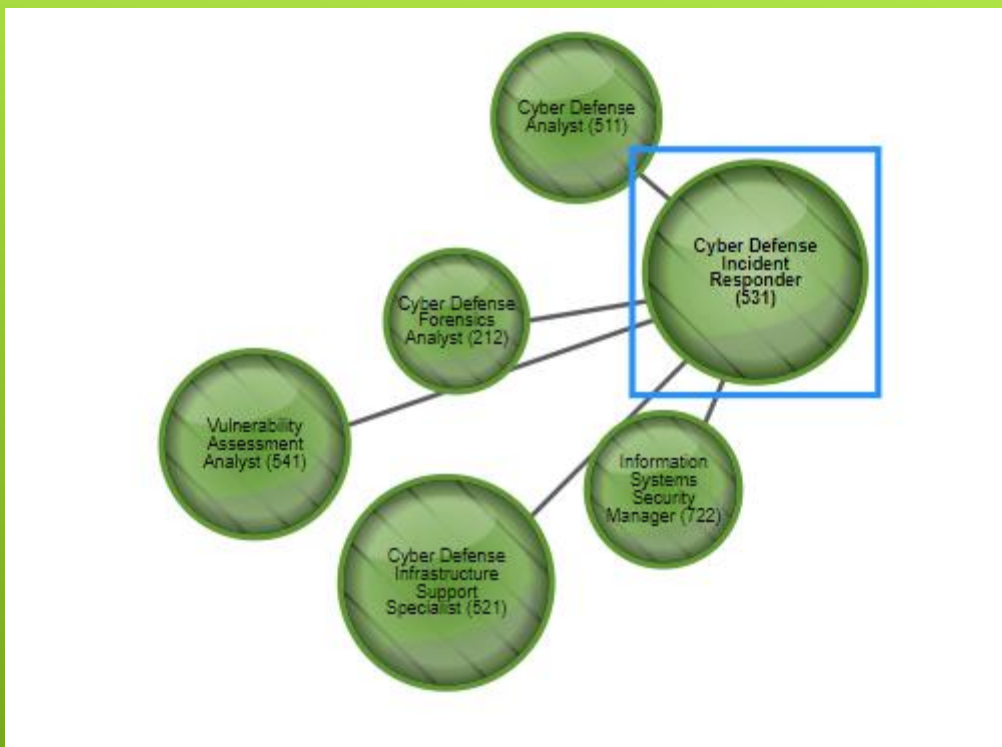 Cyber Defense
Analyst (511)
Cyber Defense
Incident
Responder
(531)
Cyber Defense
Forensics
Analyst (212)
Vulnerability
Assessment
Analyst (541)
Information
Systems
Security
Manager (722)
Cyber Defense
Infrastructure
Support
Specialist (521)